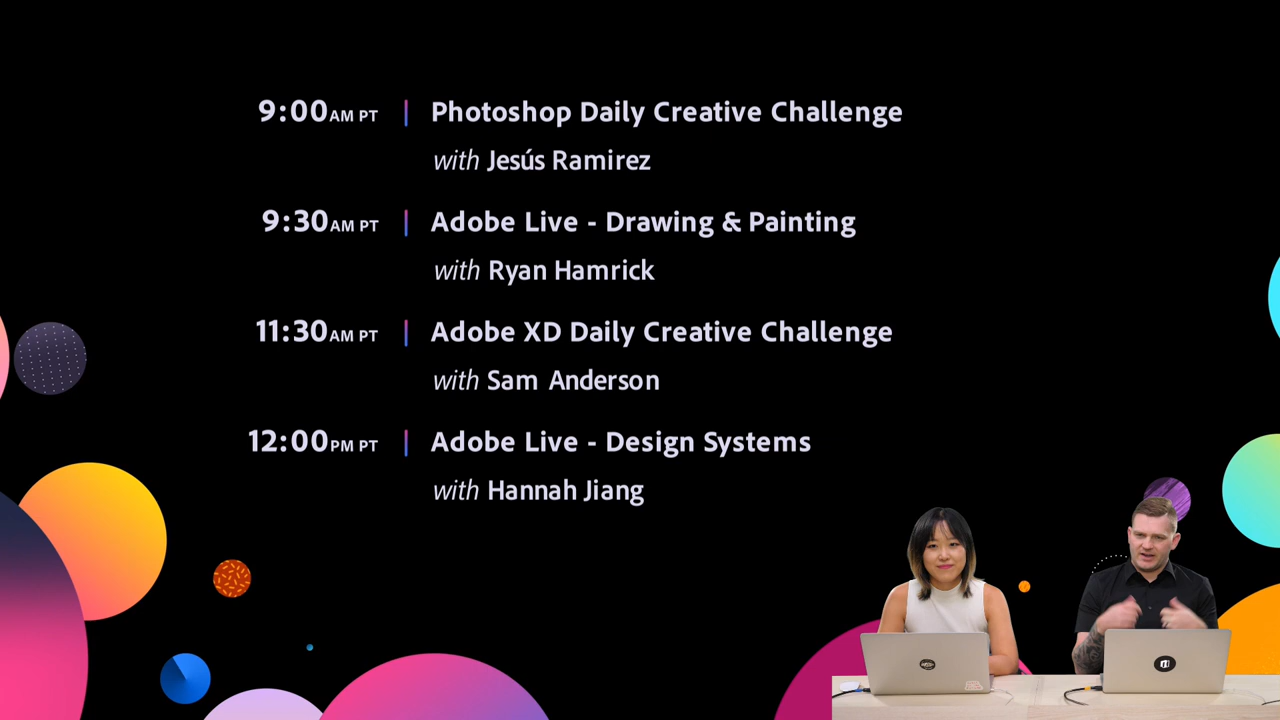 9:00AM PT | Photoshop Daily Creative Challenge
with Jesús Ramirez
9:30AM PT | Adobe Live - Drawing & Painting
with Ryan Hamrick
11:30AM PT | Adobe XD Daily Creative Challenge
with Sam Anderson
12:00PM PT | Adobe Live - Design Systems
with Hannah Jiang